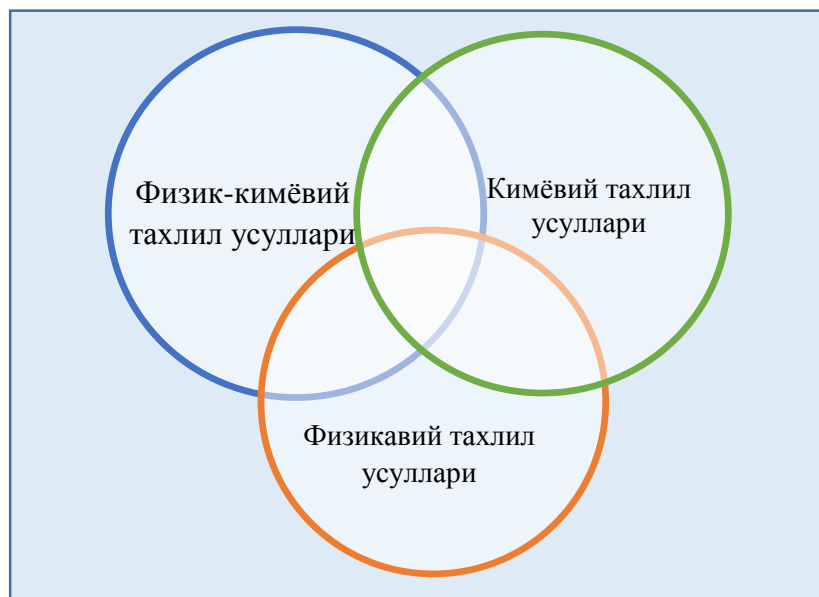 Физик-кимёвий
тахлил усуллари
Кимёвий тахлил
усуллари
Физикавий тахлил
усуллари